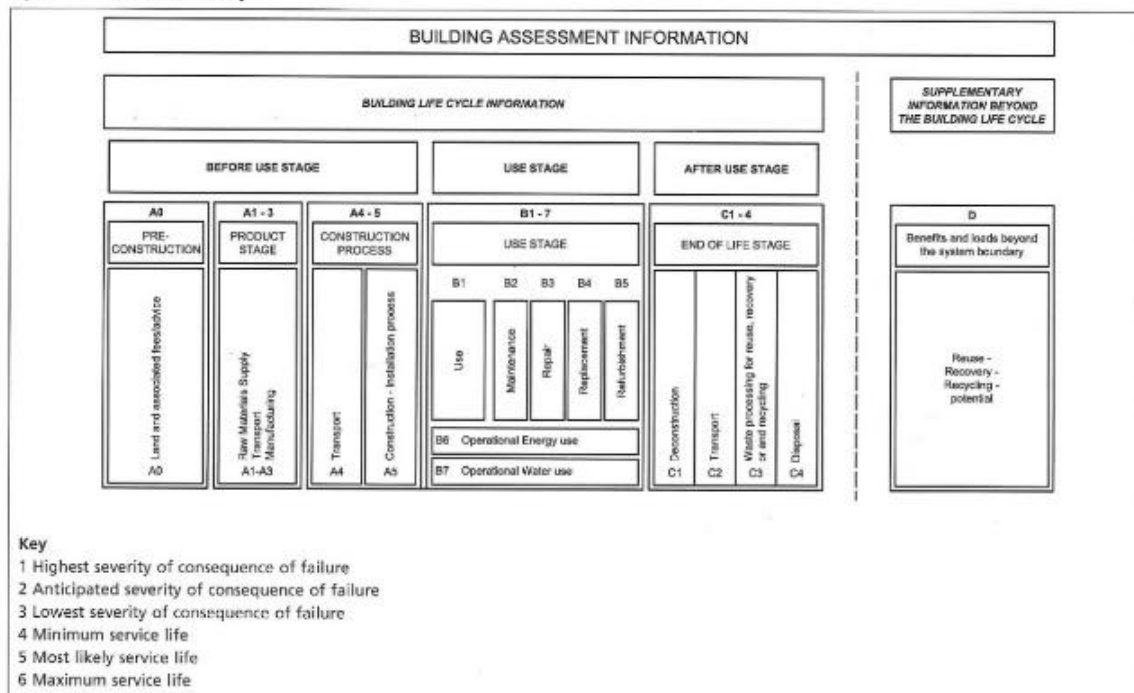 BUILDING ASSESSMENT INFORMATION
BUILDING LIFE CYCLE INFORMATION
SUPPLEMENTARY
INFORMATION BEYOND
THE BUILDING LIFE CYCLE
BEFORE USE STAGE
USE STAGE
AFTER USE STAGE
A0
PRE-
CONSTRUCTION
Land and associated fees/advice
A0
A1 - 3
PRODUCT
STAGE
Raw Materials Supply
Transport
Manufacturing
A1-A3
A4 - 5
CONSTRUCTION
PROCESS
Transport
A4
Construction - Installation process
A5
B1 - 7
USE STAGE
B1
Use
B2
Maintenance
B3
Repair
B4
Replacement
B5
Refurbishment
B6 Operational Energy use
B7 Operational Water use
C1 - 4
END OF LIFE STAGE
Deconstruction
C1
Transport
C2
Waste processing for reuse, recovery
or and recycling
C3
Disposal
C4
D
Benefits and loads beyond
the system boundary
Reuse -
Recovery -
Recycling -
potential
Key
1 Highest severity of consequence of failure
2 Anticipated severity of consequence of failure
3 Lowest severity of consequence of failure
4 Minimum service life
5 Most likely service life
6 Maximum service life